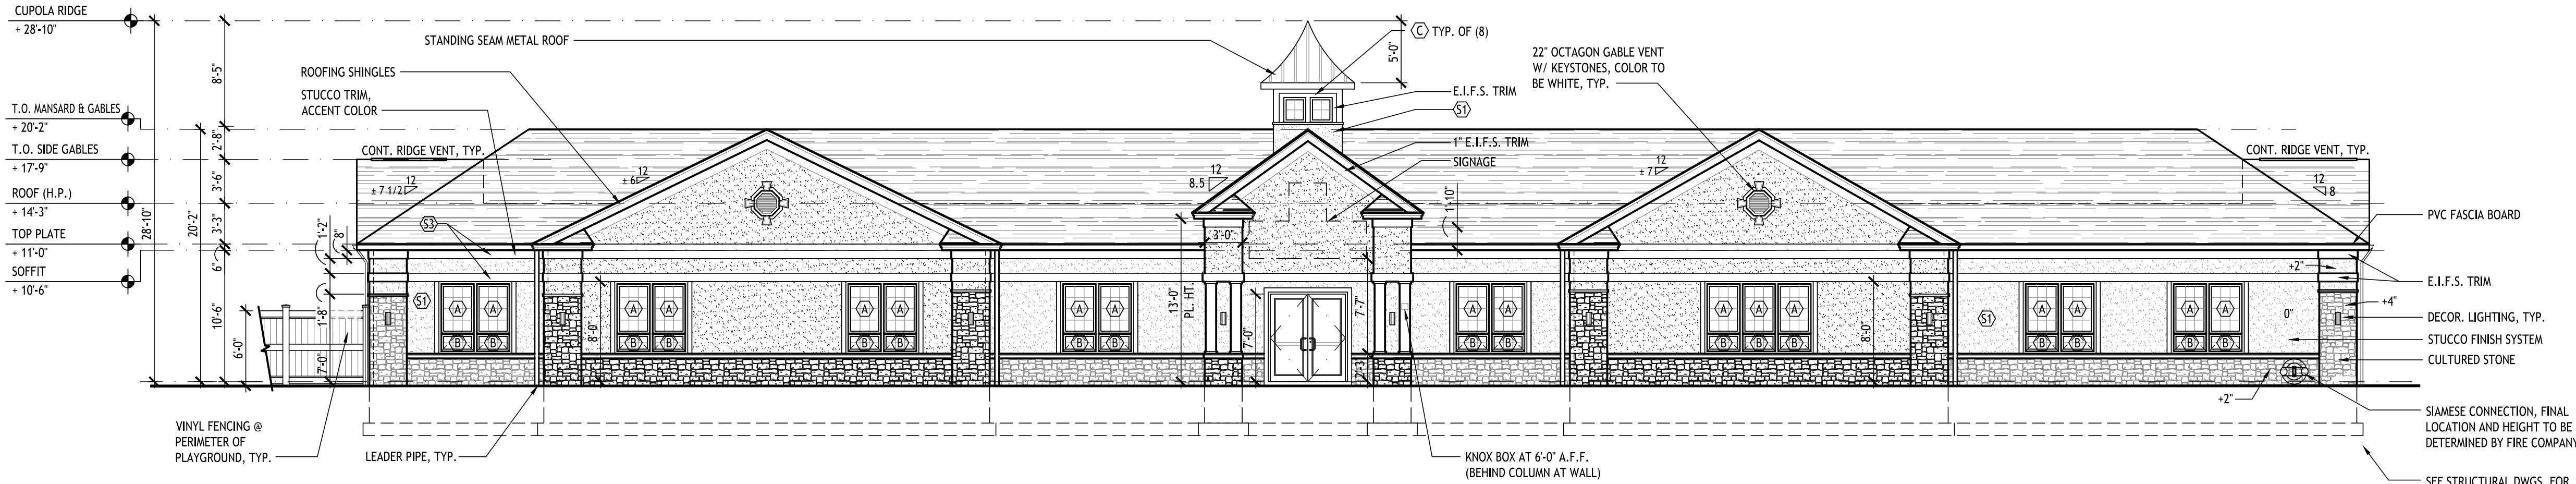 CUPOLA RIDGE
+ 28'-10"
T.O. MANSARD & GABLES
+ 20'-2"
T.O. SIDE GABLES
+ 17'-9"
ROOF (H.P.)
+ 14'-3"
TOP PLATE
+ 11'-0"
SOFFIT
+ 10'-6"
28'-10"
20'-2"
8'-5"
2'-8"
3'-6"
3'-3"
6"
10'-6"
6'-0"
1'-2"
8"
1'-8"
7'-0"
STANDING SEAM METAL ROOF
ROOFING SHINGLES
STUCCO TRIM,
ACCENT COLOR
CONT. RIDGE VENT, TYP.
12
± 7 1/2
12
± 6
S3
S1
A A
B B
A A
B B
8'-0"
A A
B B
A A
B B
VINYL FENCING @
PERIMETER OF
PLAYGROUND, TYP.
LEADER PIPE, TYP.
C TYP. OF (8)
5'-0"
E.I.F.S. TRIM
S1
1" E.I.F.S. TRIM
SIGNAGE
12
8.5
3'-0"
13'-0"
PL. HT.
7'-0"
7'-7"
2'-3"
1'-10"
KNOX BOX AT 6'-0" A.F.F.
(BEHIND COLUMN AT WALL)
22" OCTAGON GABLE VENT
W/ KEYSTONES, COLOR TO
BE WHITE, TYP.
12
± 7
A A
B B
A A
B B
8'-0"
S1
A A
B B
A A
B B
CONT. RIDGE VENT, TYP.
12
8
PVC FASCIA BOARD
+2"
E.I.F.S. TRIM
+4"
0"
DECOR. LIGHTING, TYP.
STUCCO FINISH SYSTEM
CULTURED STONE
+2"
SIAMESE CONNECTION, FINAL
LOCATION AND HEIGHT TO BE
DETERMINED BY FIRE COMPANY
SEE STRUCTURAL DWGS. FOR